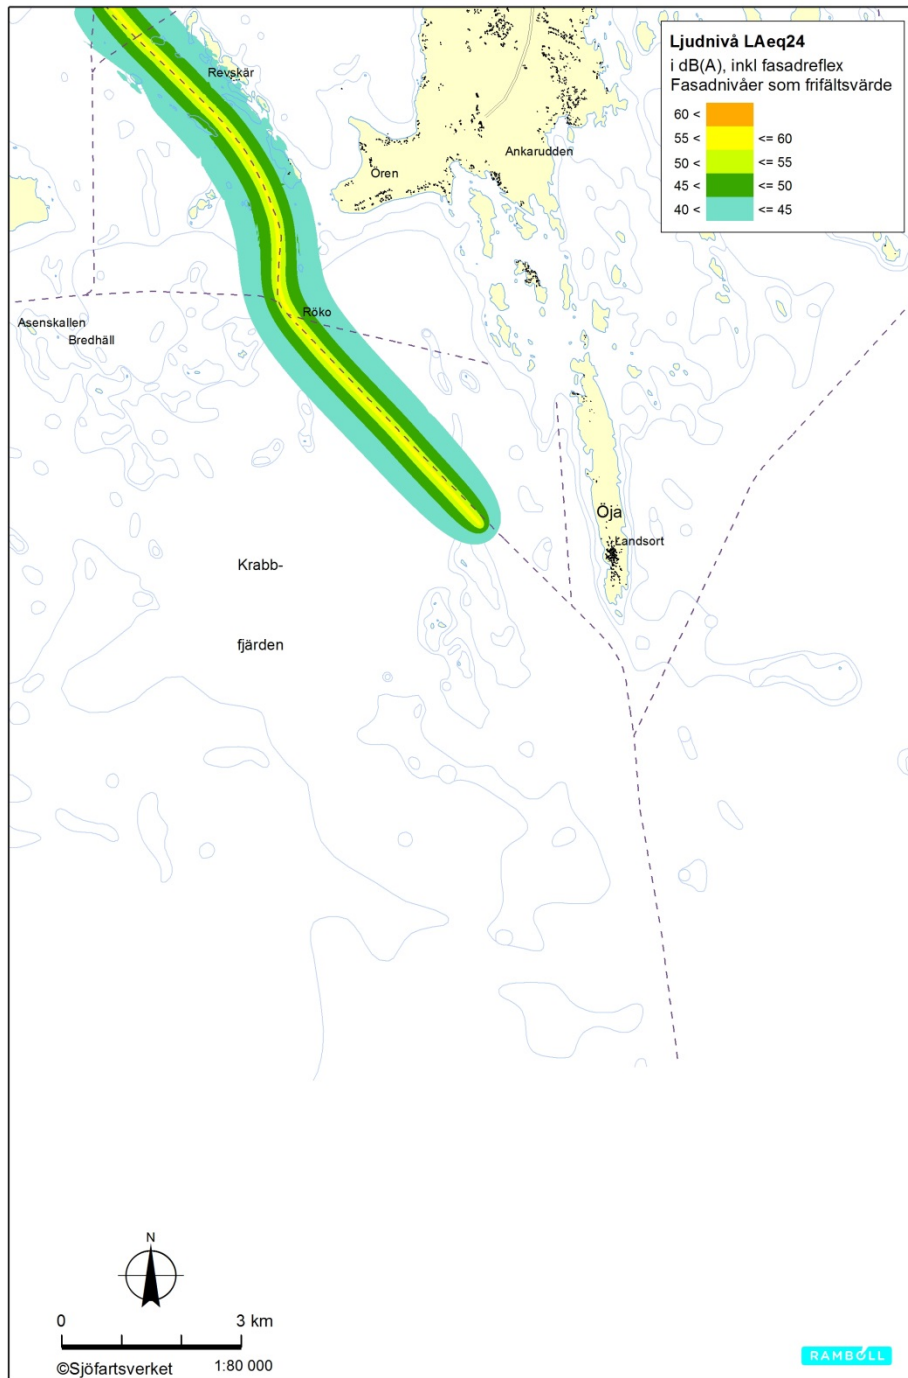 Ljudnivå LAeq24
i dB(A), inkl fasadreflex
Fasadnivåer som frifältsvärde
60 <
55 < <= 60
50 < <= 55
45 < <= 50
40 < <= 45
Revskär
Ankarudden
Ören
Röko
Asenskallen
Bredhäll
Öja
Landsort
Krabb-
fjärden
N
0 3 km
©Sjöfartsverket 1:80 000
RAMBOLL